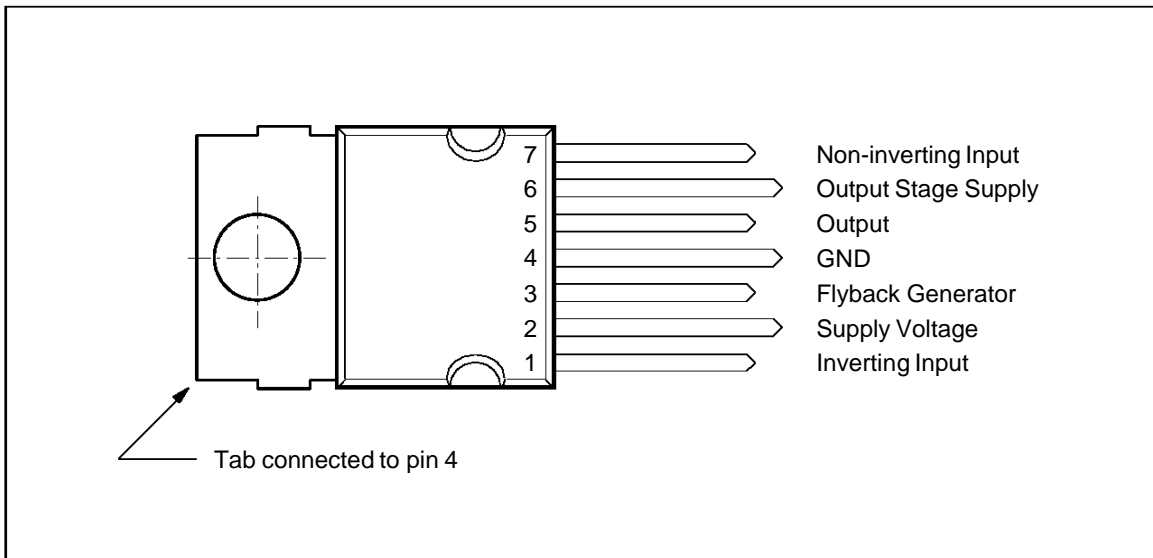 7 Non-inverting Input
6 Output Stage Supply
5 Output
4 GND
3 Flyback Generator
2 Supply Voltage
1 Inverting Input
Tab connected to pin 4